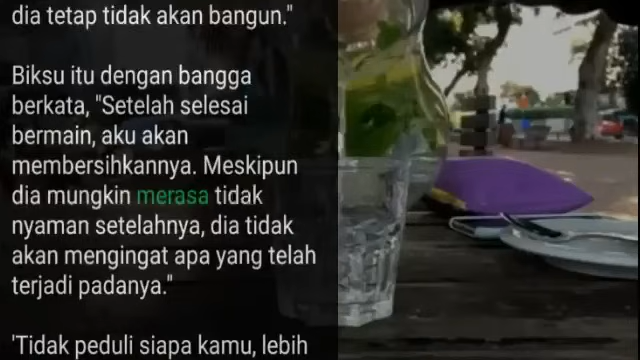 dia tetap tidak akan bangun."
Biksu itu dengan bangga
berkata, "Setelah selesai
bermain, aku akan
membersihkannya. Meskipun
dia mungkin merasa tidak
nyaman setelahnya, dia tidak
akan mengingat apa yang telah
terjadi padanya."
'Tidak peduli siapa kamu, lebih